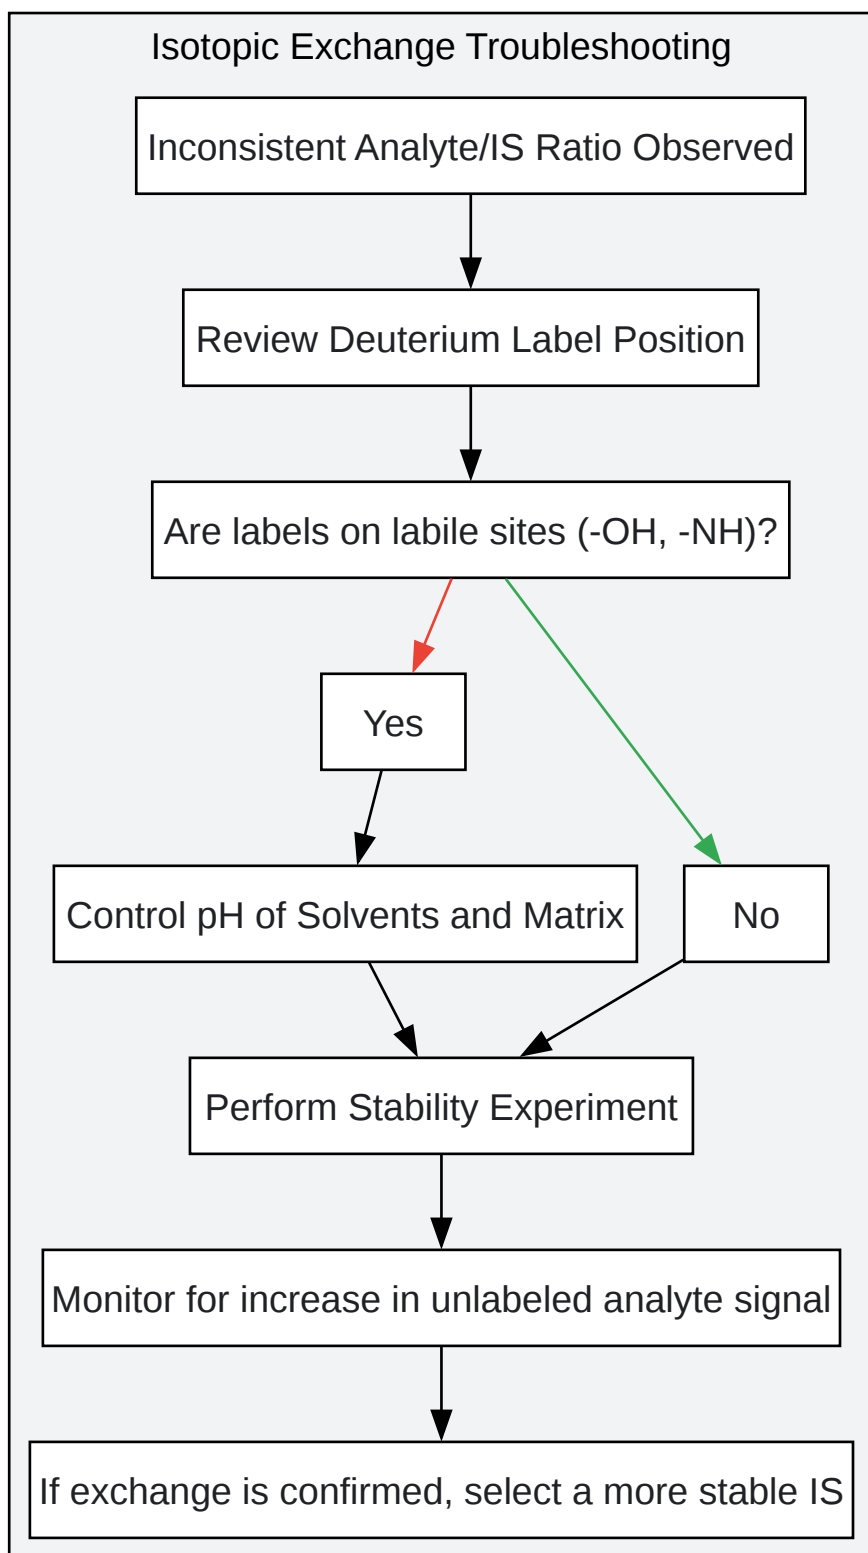 Isotopic Exchange Troubleshooting
Inconsistent Analyte/IS Ratio Observed
Review Deuterium Label Position
Are labels on labile sites (-OH, -NH)?
Yes
Control pH of Solvents and Matrix
No
Perform Stability Experiment
Monitor for increase in unlabeled analyte signal
If exchange is confirmed, select a more stable IS